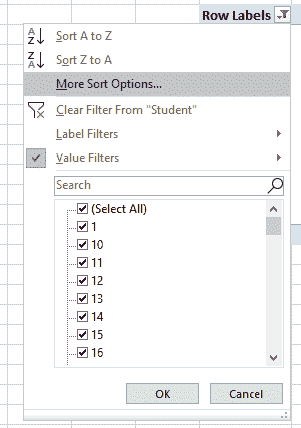 Row Labels
Sort A to Z
Sort Z to A
More Sort Options...
Clear Filter From "Student"
Label Filters
Value Filters
Search
(Select All)
1
10
11
12
13
14
15
16
OK Cancel